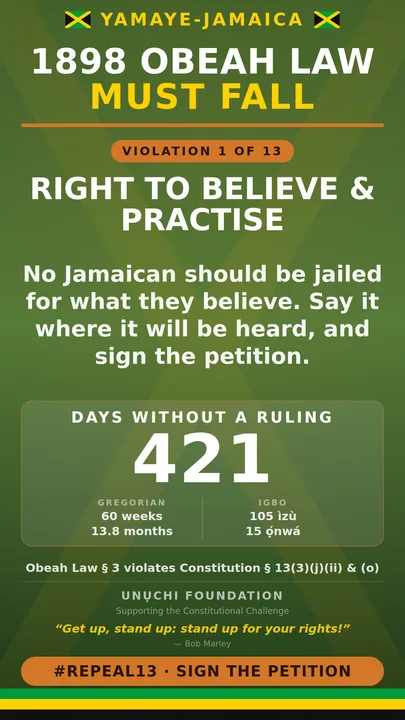 YAMAYE-JAMAICA
1898 OBEAH LAW
MUST FALL
VIOLATION 1 OF 13
RIGHT TO BELIEVE &
PRACTISE
No Jamaican should be jailed
for what they believe. Say it
where it will be heard, and
sign the petition.
DAYS WITHOUT A RULING
421
GREGORIAN
60 weeks
13.8 months
IGBO
105 ìzù
15 ọ́nwá
Obeah Law § 3 violates Constitution § 13(3)(j)(ii) & (o)
UNỤCHI FOUNDATION
Supporting the Constitutional Challenge
“Get up, stand up: stand up for your rights!”
— Bob Marley
#REPEAL13 · SIGN THE PETITION